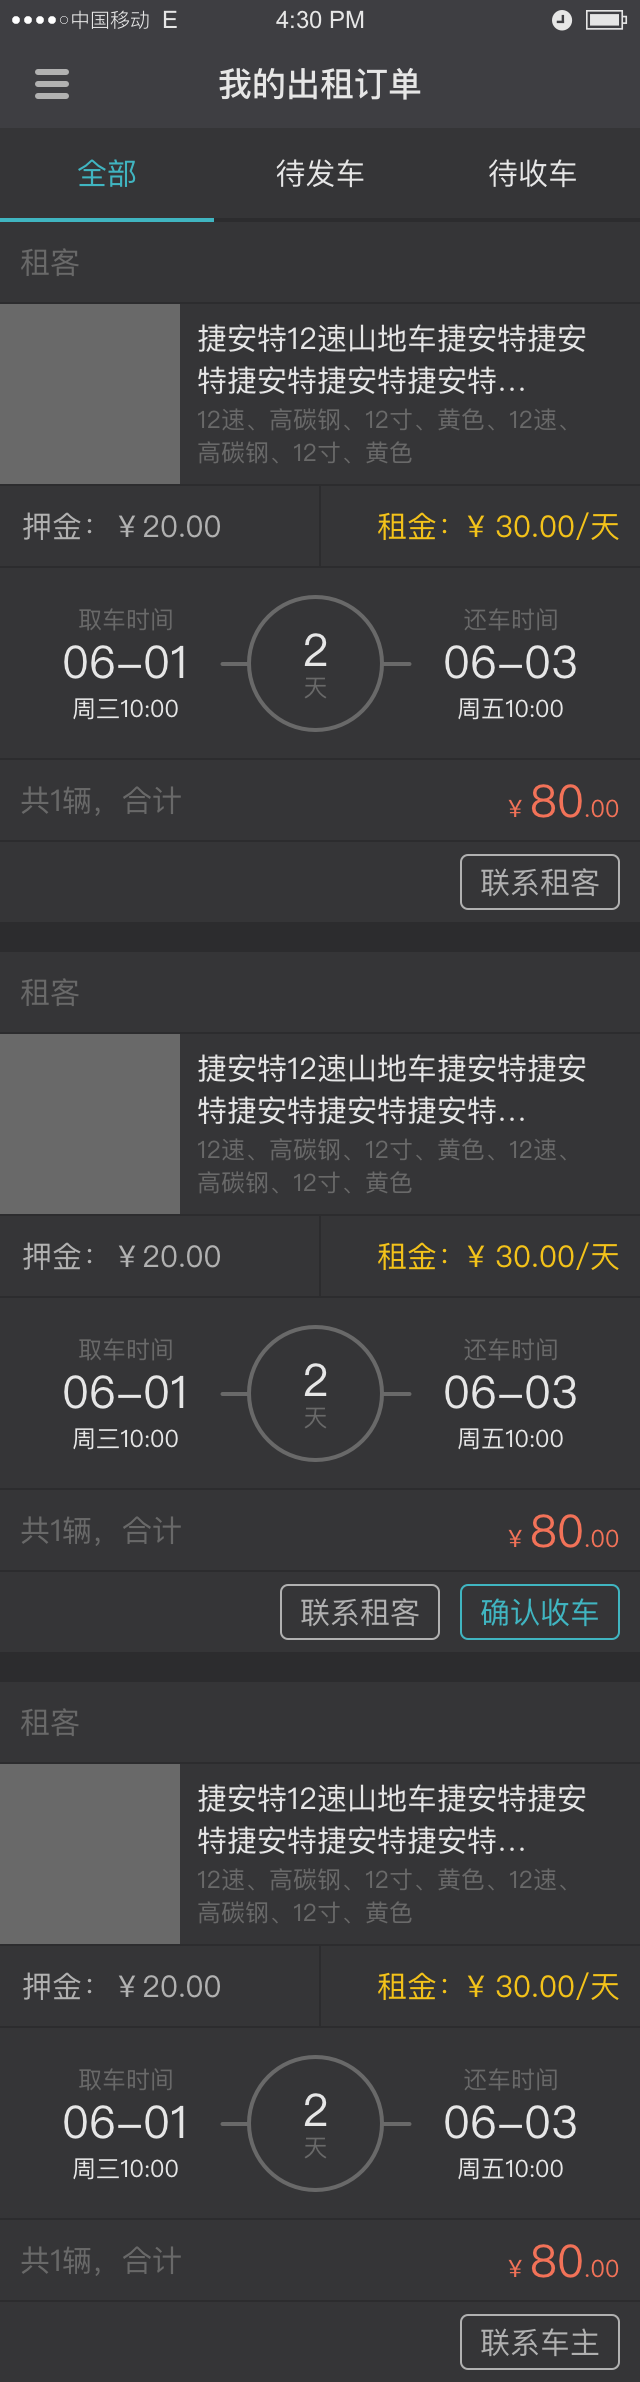 中国移动 E 4:30 PM
我的出租订单
全部 待发车 待收车
租客
捷安特12速山地车捷安特捷安
特捷安特捷安特捷安特...
12速、高碳钢、12寸、黄色、12速、
高碳钢、12寸、黄色
押金：￥20.00 租金：￥ 30.00/天
取车时间 还车时间
06-01 2 06-03
周三10:00 天 周五10:00
共1辆，合计 ￥80.00
联系租客
租客
捷安特12速山地车捷安特捷安
特捷安特捷安特捷安特...
12速、高碳钢、12寸、黄色、12速、
高碳钢、12寸、黄色
押金：￥20.00 租金：￥ 30.00/天
取车时间 还车时间
06-01 2 06-03
周三10:00 天 周五10:00
共1辆，合计 ￥80.00
联系租客 确认收车
租客
捷安特12速山地车捷安特捷安
特捷安特捷安特捷安特...
12速、高碳钢、12寸、黄色、12速、
高碳钢、12寸、黄色
押金：￥20.00 租金：￥ 30.00/天
取车时间 还车时间
06-01 2 06-03
周三10:00 天 周五10:00
共1辆，合计 ￥80.00
联系车主